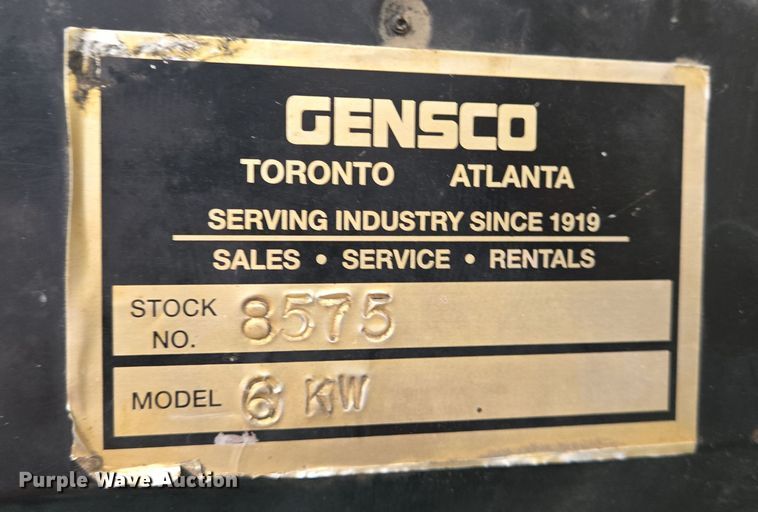 GENSCO
TORONTO ATLANTA
SERVING INDUSTRY SINCE 1919
SALES • SERVICE • RENTALS
STOCK NO. 8575
MODEL 6 KW
Purple Wave Auction